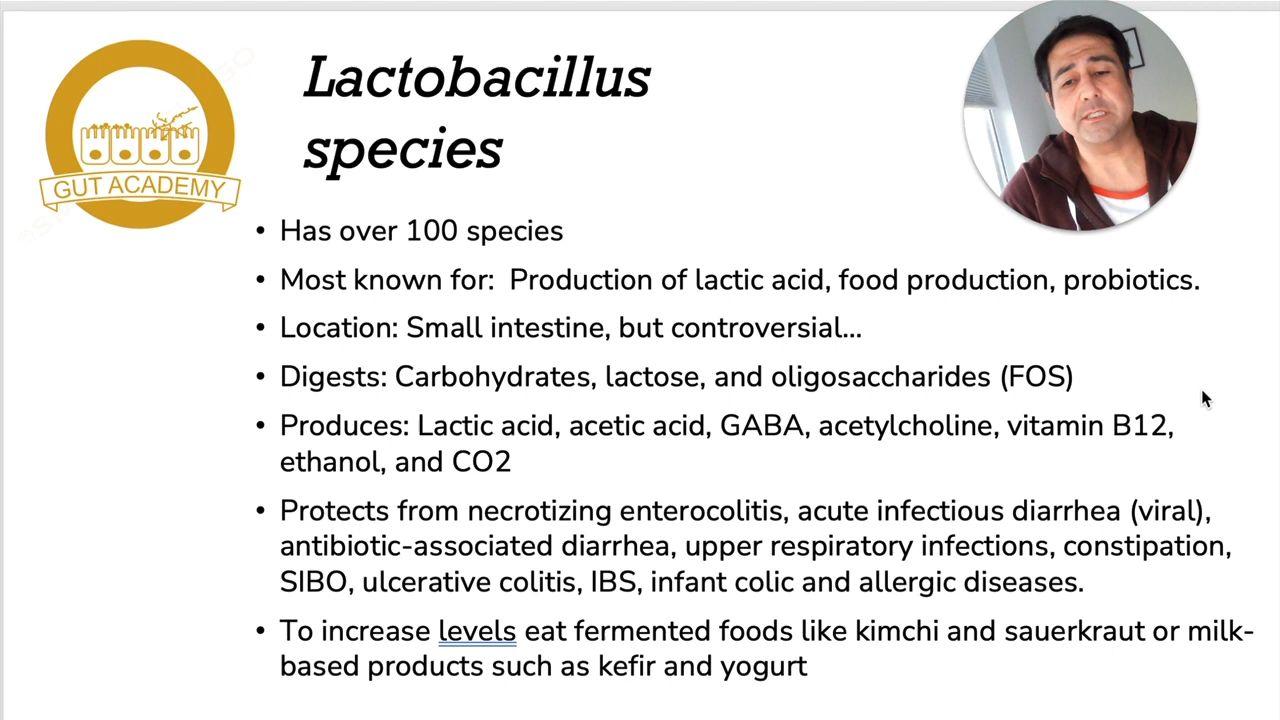 GUT ACADEMY
Lactobacillus
species
• Has over 100 species
• Most known for:  Production of lactic acid, food production, probiotics.
• Location: Small intestine, but controversial...
• Digests: Carbohydrates, lactose, and oligosaccharides (FOS)
• Produces: Lactic acid, acetic acid, GABA, acetylcholine, vitamin B12,
ethanol, and CO2
• Protects from necrotizing enterocolitis, acute infectious diarrhea (viral),
antibiotic-associated diarrhea, upper respiratory infections, constipation,
SIBO, ulcerative colitis, IBS, infant colic and allergic diseases.
• To increase levels eat fermented foods like kimchi and sauerkraut or milk-
based products such as kefir and yogurt